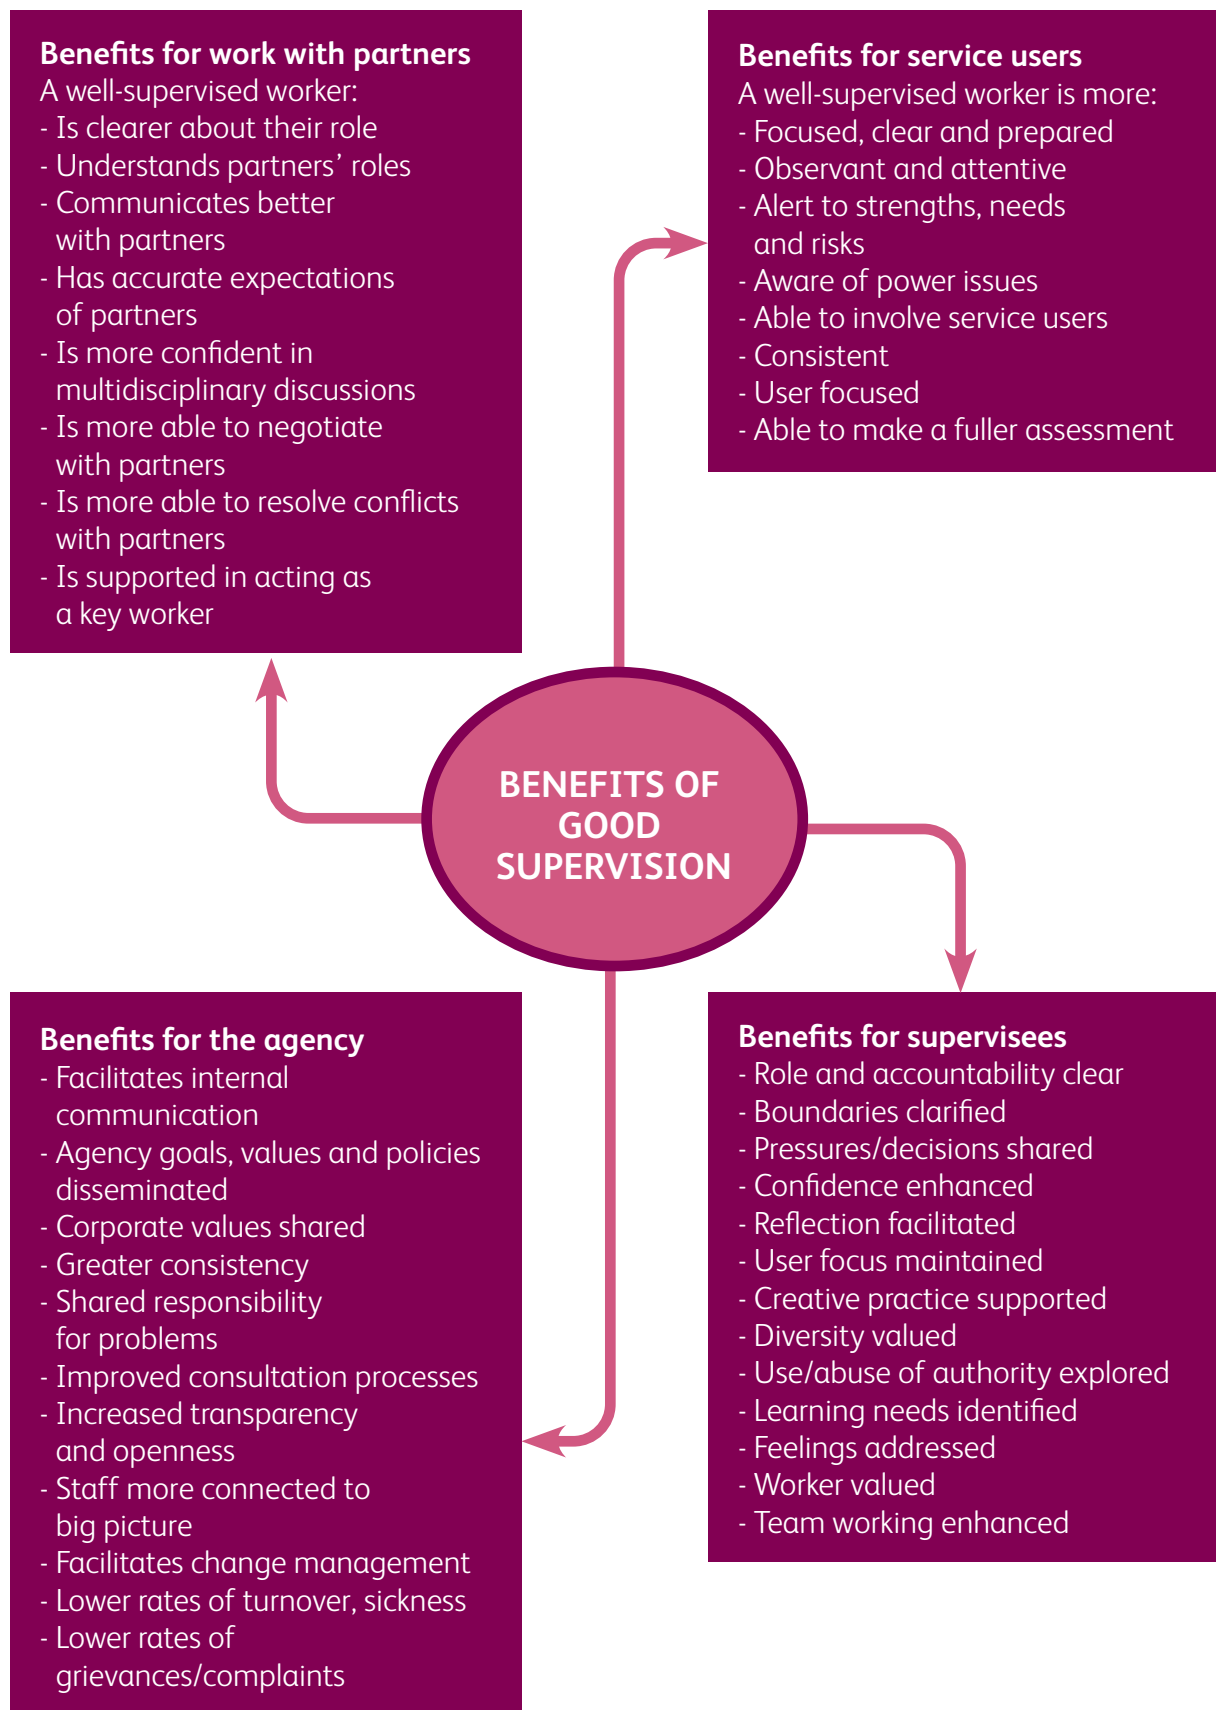 Benefits for work with partners
A well-supervised worker:
- Is clearer about their role
- Understands partners’ roles
- Communicates better
with partners
- Has accurate expectations
of partners
- Is more confident in
multidisciplinary discussions
- Is more able to negotiate
with partners
- Is more able to resolve conflicts
with partners
- Is supported in acting as
a key worker
Benefits for service users
A well-supervised worker is more:
- Focused, clear and prepared
- Observant and attentive
- Alert to strengths, needs
and risks
- Aware of power issues
- Able to involve service users
- Consistent
- User focused
- Able to make a fuller assessment
BENEFITS OF
GOOD
SUPERVISION
Benefits for the agency
- Facilitates internal
communication
- Agency goals, values and policies
disseminated
- Corporate values shared
- Greater consistency
- Shared responsibility
for problems
- Improved consultation processes
- Increased transparency
and openness
- Staff more connected to
big picture
- Facilitates change management
- Lower rates of turnover, sickness
- Lower rates of
grievances/complaints
Benefits for supervisees
- Role and accountability clear
- Boundaries clarified
- Pressures/decisions shared
- Confidence enhanced
- Reflection facilitated
- User focus maintained
- Creative practice supported
- Diversity valued
- Use/abuse of authority explored
- Learning needs identified
- Feelings addressed
- Worker valued
- Team working enhanced